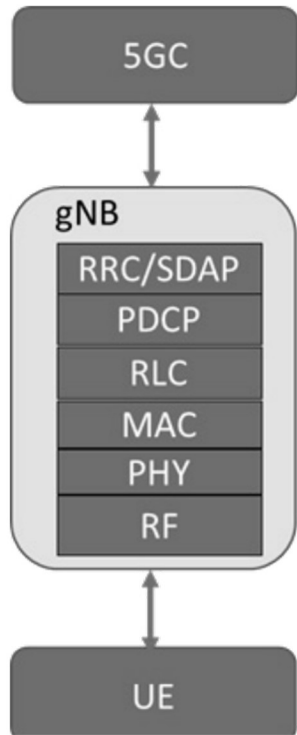 5GC
gNB
RRC/SDAP
PDCP
RLC
MAC
PHY
RF
UE